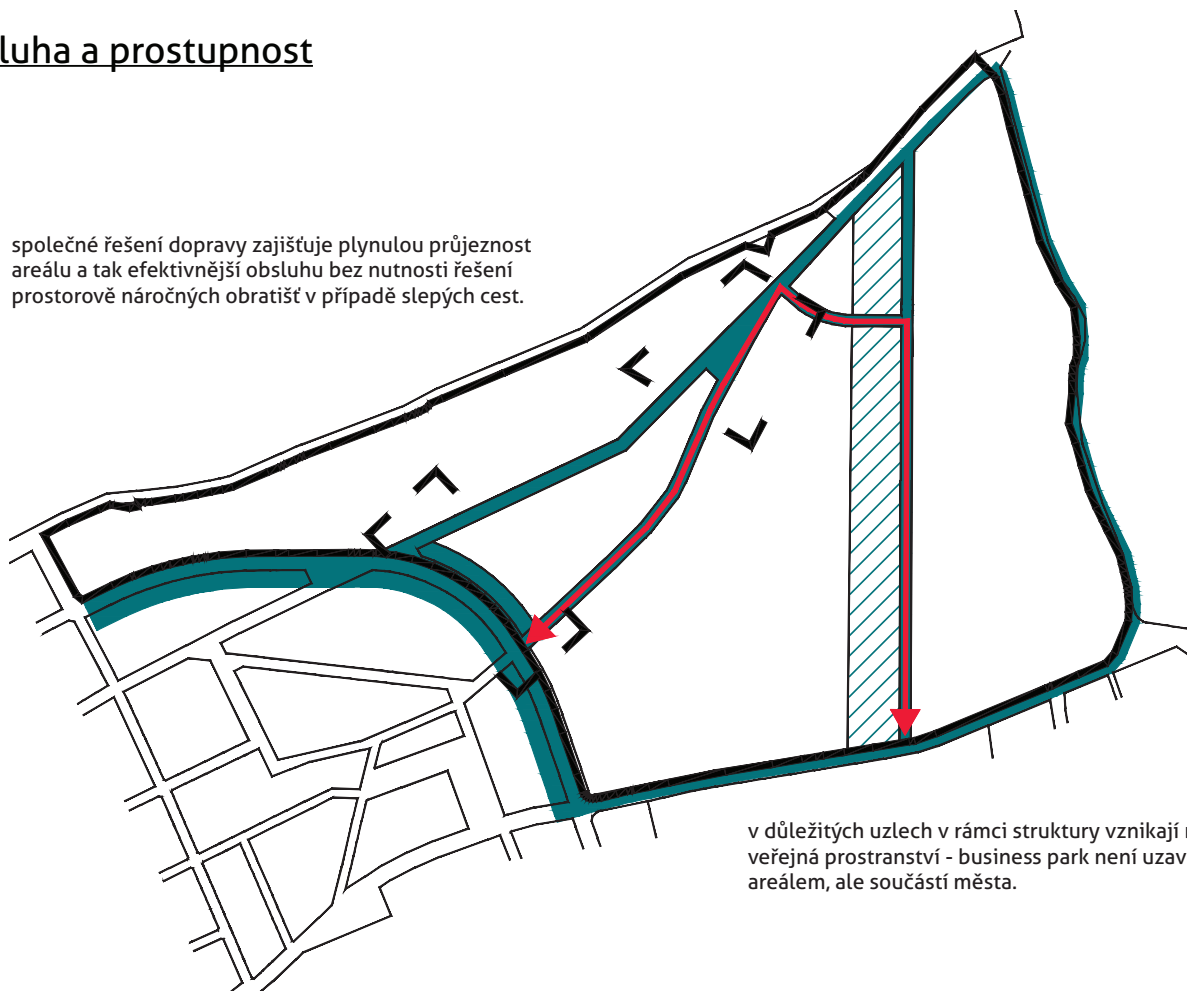 luha a prostupnost
společné řešení dopravy zajišťuje plynulou průjeznost
areálu a tak efektivnější obsluhu bez nutnosti řešení
prostorově náročných obratišť v případě slepých cest.
v důležitých uzlech v rámci struktury vznikají
veřejná prostranství - business park není uzav
areálem, ale součástí města.